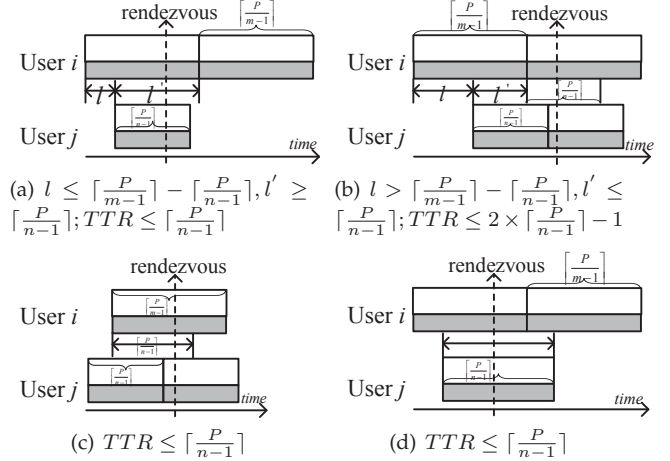 rendezvous
⌈P/(m−1)⌉
User i
l
l'
⌈P/(n−1)⌉
User j
time
(a) l ≤ ⌈P/(m−1)⌉ − ⌈P/(n−1)⌉, l′ ≥
⌈P/(n−1)⌉; TTR ≤ ⌈P/(n−1)⌉
rendezvous
⌈P/(m−1)⌉
User i
⌈P/(n−1)⌉
l
l'
⌈P/(n−1)⌉
User j
time
(b) l > ⌈P/(m−1)⌉ − ⌈P/(n−1)⌉, l′ ≤
⌈P/(n−1)⌉; TTR ≤ 2 × ⌈P/(n−1)⌉ − 1
rendezvous
⌈P/(m−1)⌉
User i
⌈P/(n−1)⌉
⌈P/(n−1)⌉
User j
time
(c) TTR ≤ ⌈P/(n−1)⌉
rendezvous
⌈P/(m−1)⌉
User i
⌈P/(n−1)⌉
User j
time
(d) TTR ≤ ⌈P/(n−1)⌉